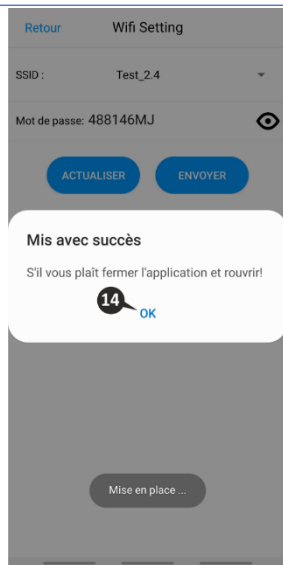 Retour Wifi Setting
SSID : Test_2.4
Mot de passe: 488146MJ
ACTUALISER ENVOYER
Mis avec succès
S'il vous plaît fermer l'application et rouvrir!
14 OK
Mise en place ...